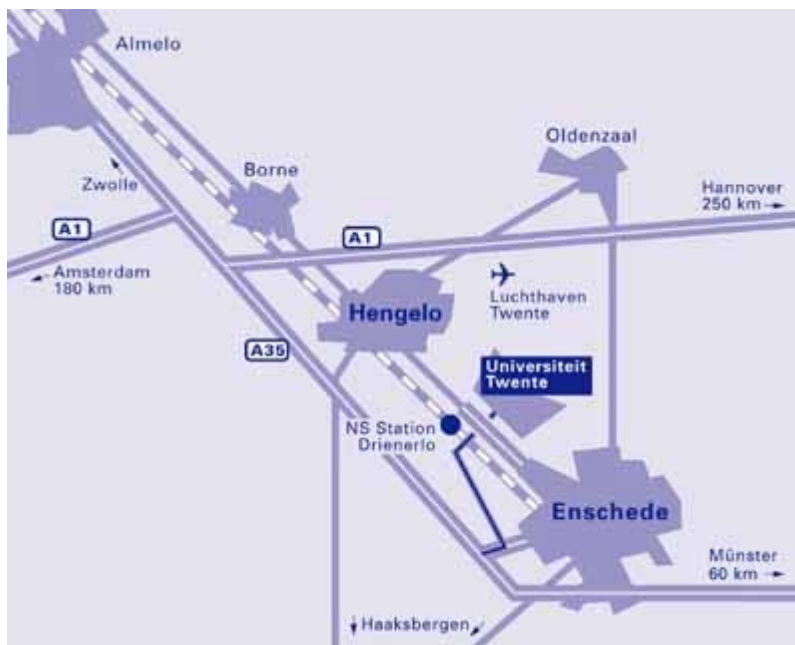 Almelo
Oldenzaal
Borne
Zwolle
Hannover
250 km
A1
A1
Amsterdam
180 km
Luchthaven
Twente
Hengelo
A35
Universiteit
Twente
NS Station
Drienerlo
Enschede
Münster
60 km
Haaksbergen